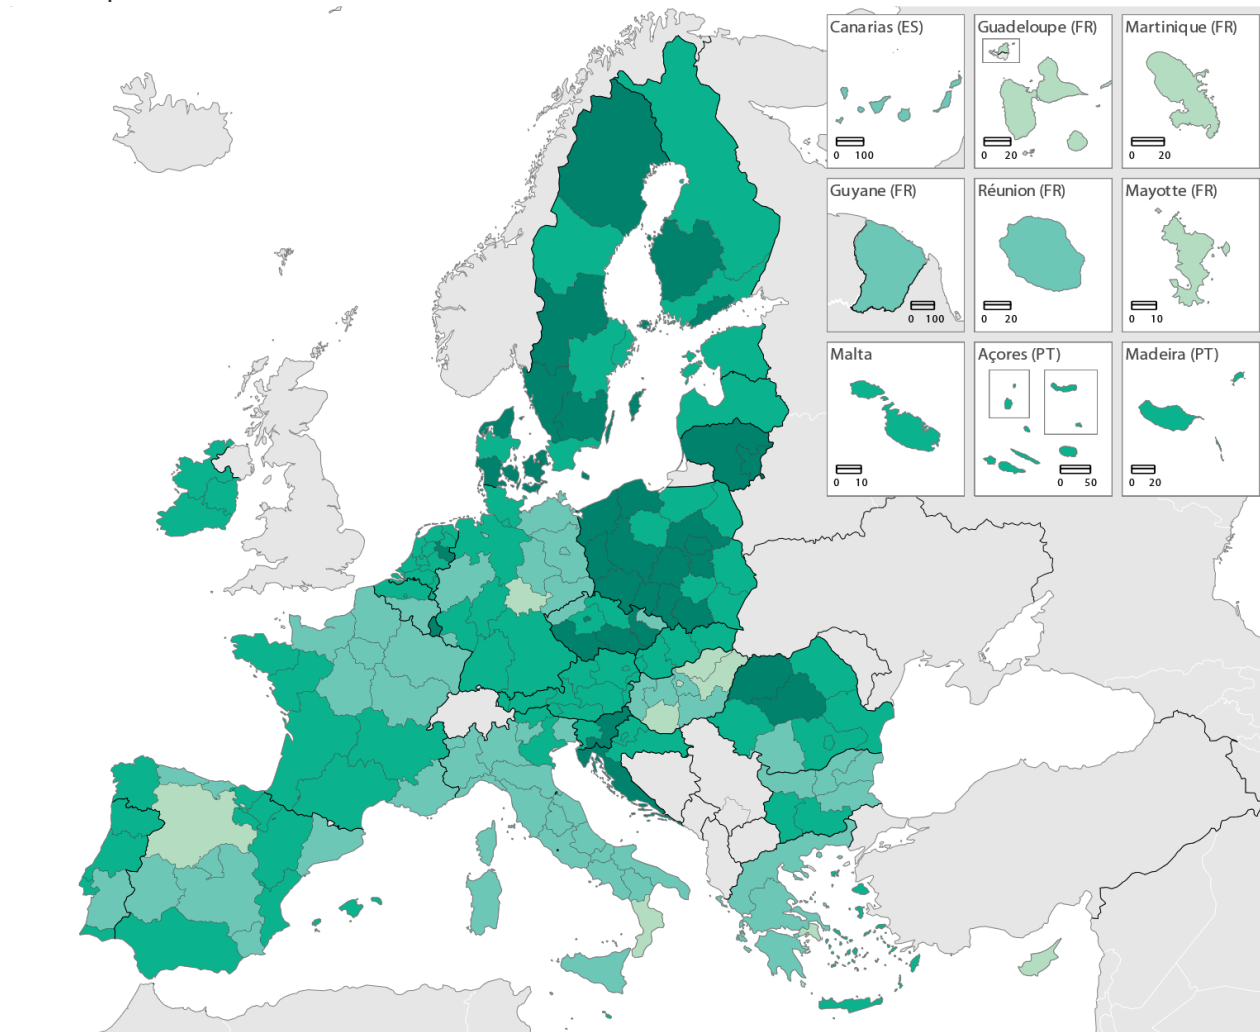 Canarias (ES)
0 100
Guadeloupe (FR)
0 20
Martinique (FR)
0 20
Guyane (FR)
0 100
Réunion (FR)
0 20
Mayotte (FR)
0 10
Malta
0 10
Açores (PT)
0 50
Madeira (PT)
0 20